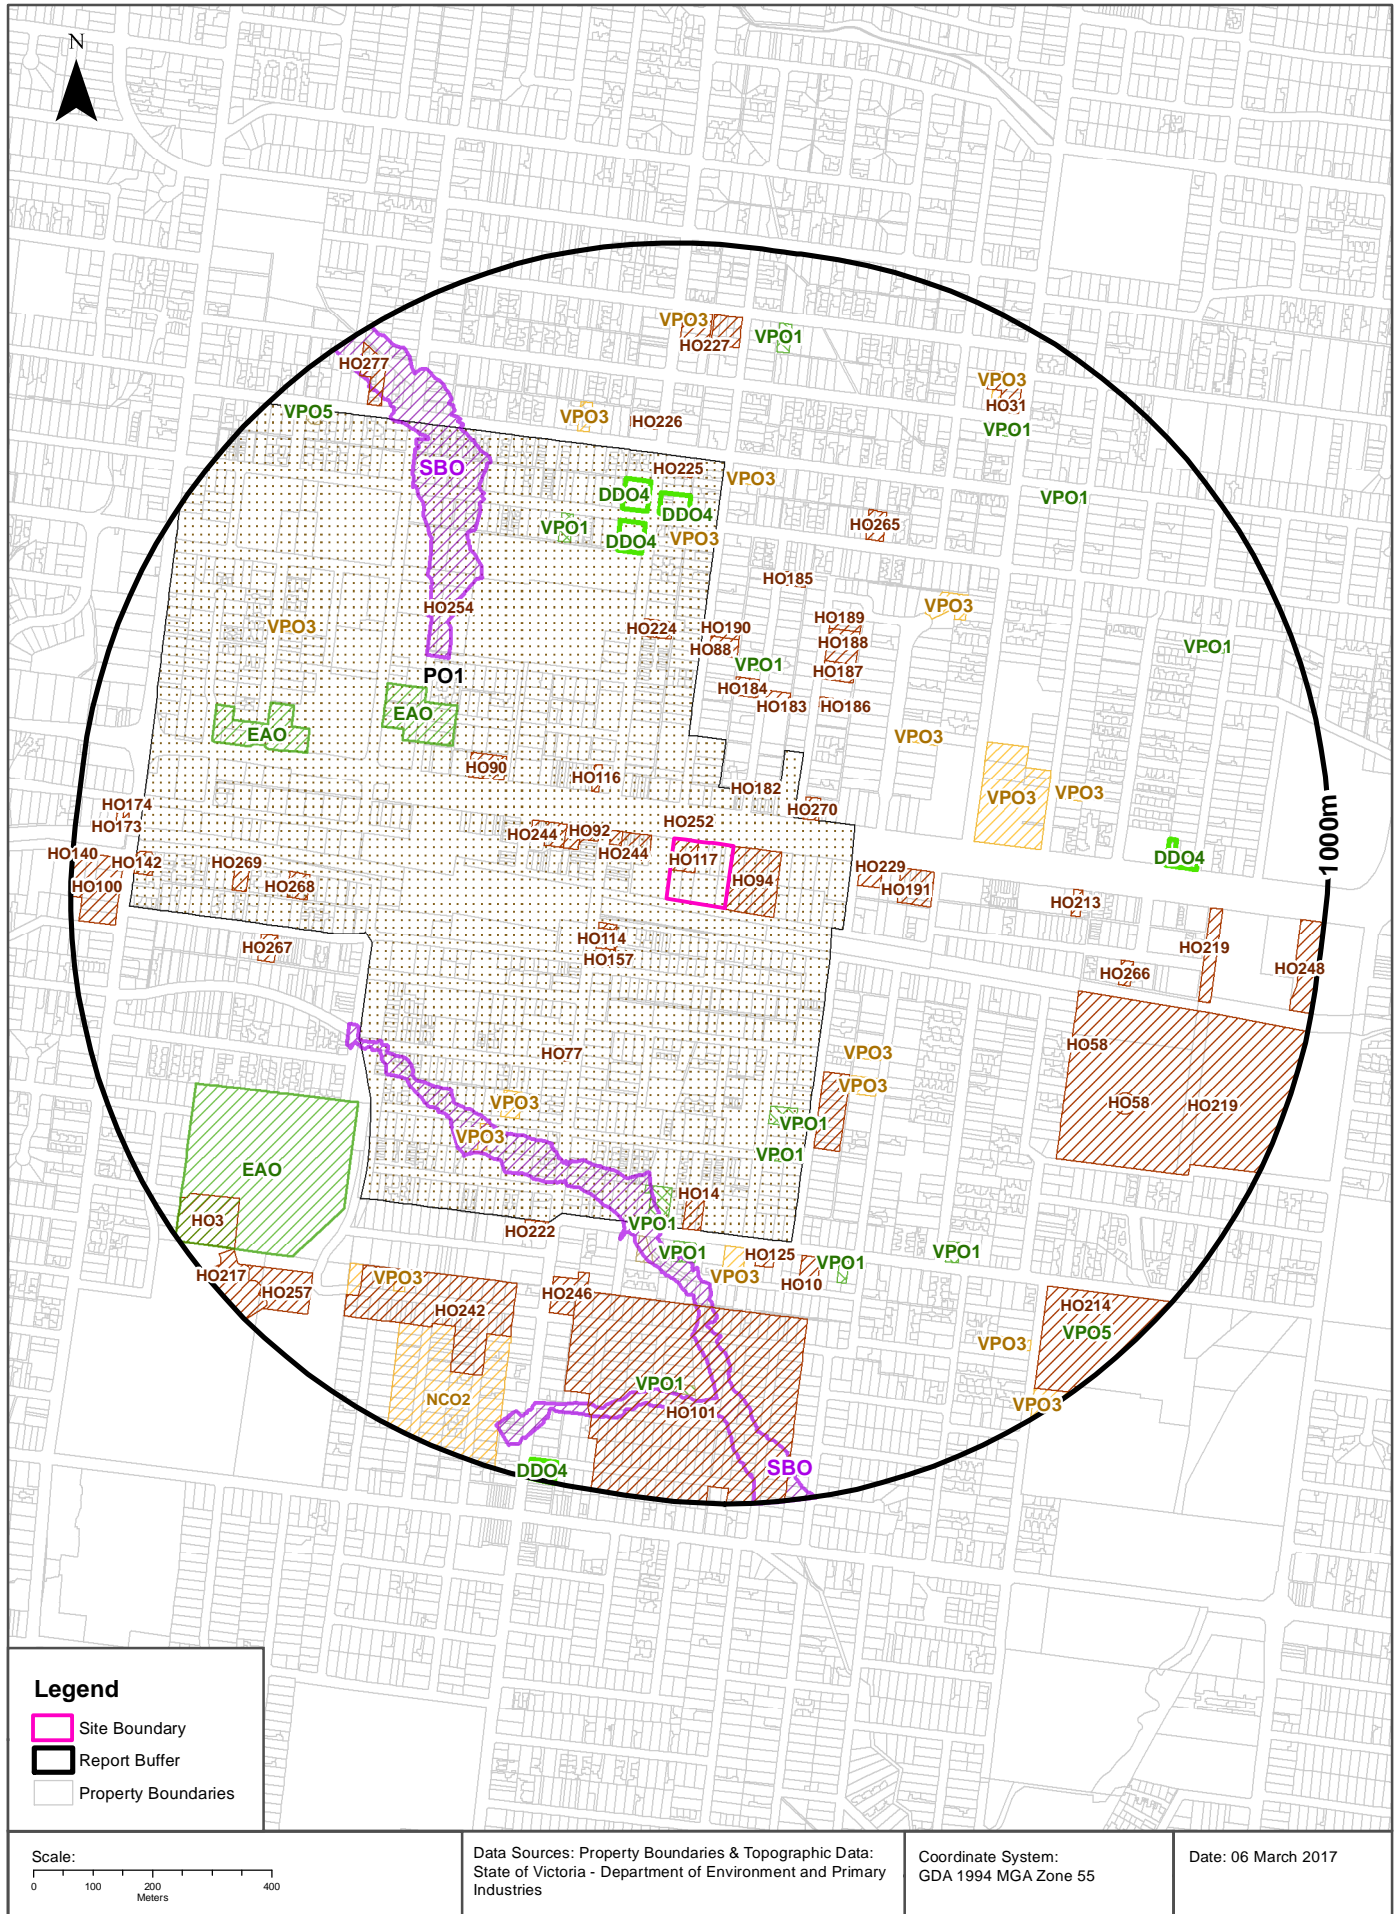 N
VPO3
HO227
VPO1
HO277
VPO3
HO31
VPO5
VPO3
HO226
VPO1
SBO
HO225
VPO3
DDO4
DDO4
VPO1
VPO1
HO265
DDO4
VPO3
HO185
HO254
VPO3
VPO3
HO189
HO224
HO190
HO188
VPO1
HO88
VPO1
HO187
PO1
HO184
HO183
HO186
EAO
EAO
VPO3
HO90
HO116
HO182
VPO3
VPO3
HO174
HO270
HO173
HO252
1000m
HO244
HO92
HO244
HO140
HO142
HO269
HO117
DDO4
HO100
HO268
HO94
HO229
HO191
HO213
HO114
HO267
HO219
HO157
HO266
HO248
HO77
VPO3
HO58
VPO3
VPO3
HO58
HO219
VPO1
VPO3
VPO1
EAO
HO14
HO3
VPO1
HO222
VPO1
HO125
VPO1
VPO1
HO217
VPO3
VPO3
HO10
HO257
HO246
HO242
HO214
VPO5
VPO3
VPO1
NCO2
HO101
VPO3
SBO
DDO4
Legend
Site Boundary
Report Buffer
Property Boundaries
Scale:
0 100 200 400
Meters
Data Sources: Property Boundaries & Topographic Data:
State of Victoria - Department of Environment and Primary
Industries
Coordinate System:
GDA 1994 MGA Zone 55
Date: 06 March 2017